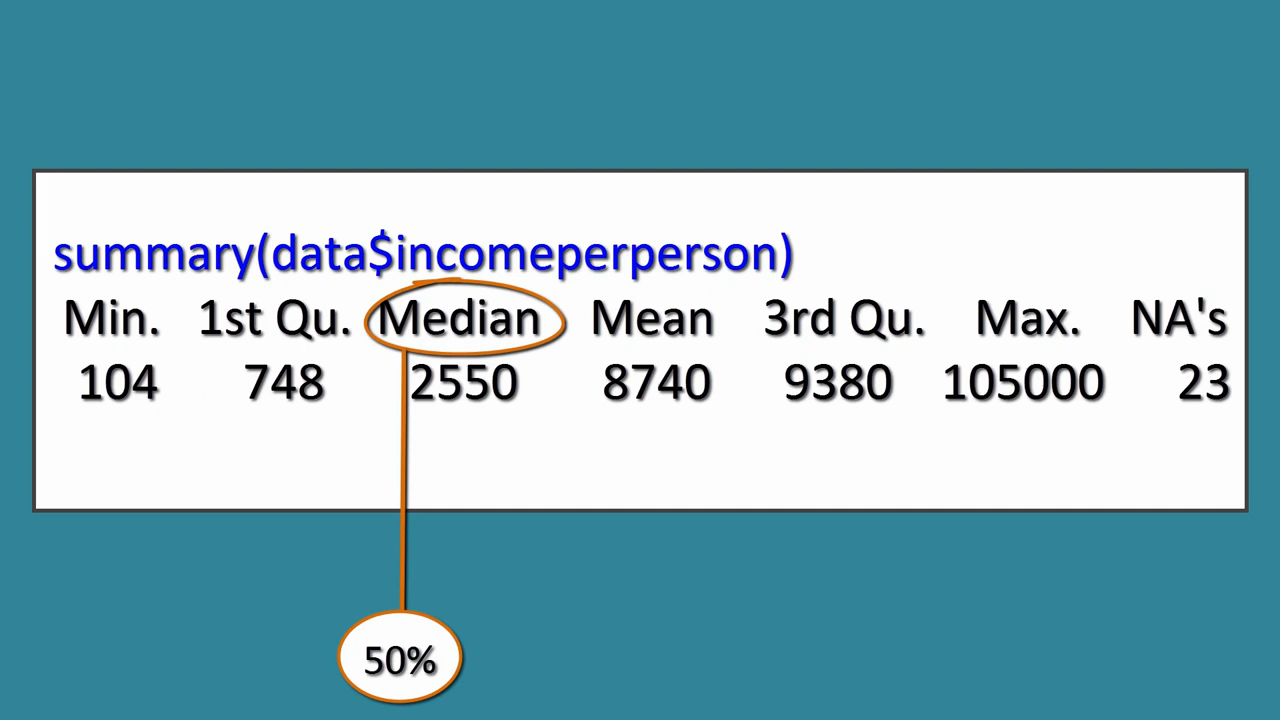 summary(data$incomeperperson)
Min. 1st Qu. Median Mean 3rd Qu. Max. NA's
104 748 2550 8740 9380 105000 23
50%